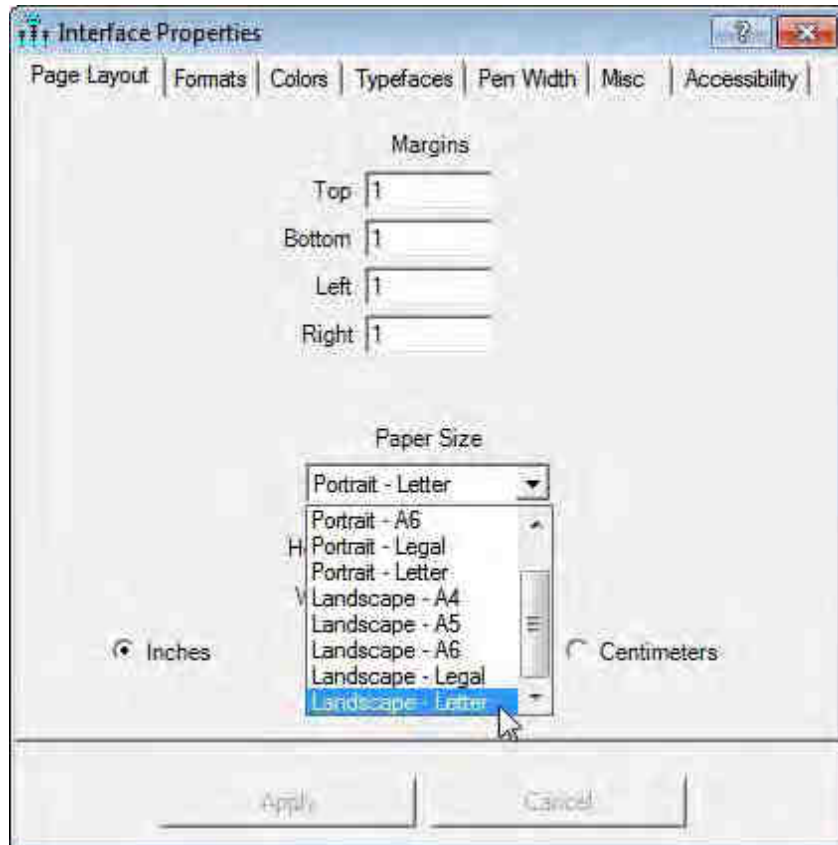 Interface Properties
Page Layout Formats Colors Typefaces Pen Width Misc Accessibility
Margins
Top 1
Bottom 1
Left 1
Right 1
Paper Size
Portrait - Letter
Portrait - A6
Portrait - Legal
Portrait - Letter
Landscape - A4
Landscape - A5
Landscape - A6
Landscape - Legal
Landscape - Letter
Inches
Centimeters
Apply Cancel